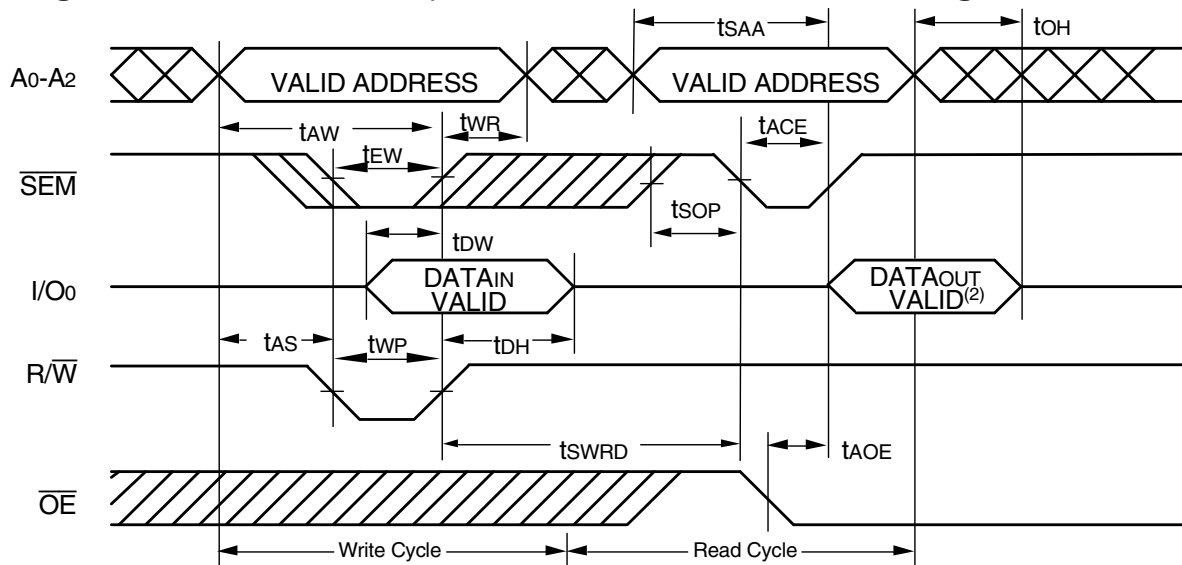 tSAA
tOH
A0-A2
VALID ADDRESS
VALID ADDRESS
tAW
tWR
tACE
tEW
SEM
tSOP
tDW
I/O0
DATAIN
VALID
DATAOUT
VALID(2)
tAS
tWP
tDH
R/W
tSWRD
tAOE
OE
Write Cycle
Read Cycle